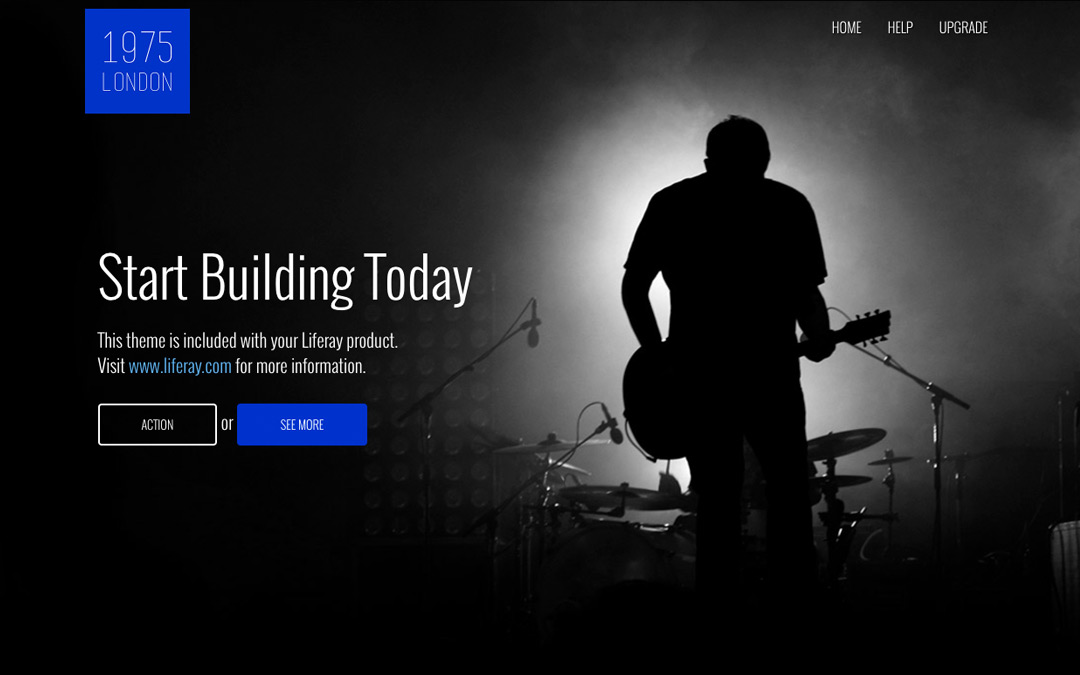 1975
LONDON
HOME HELP UPGRADE
Start Building Today
This theme is included with your Liferay product.
Visit www.liferay.com for more information.
ACTION or SEE MORE